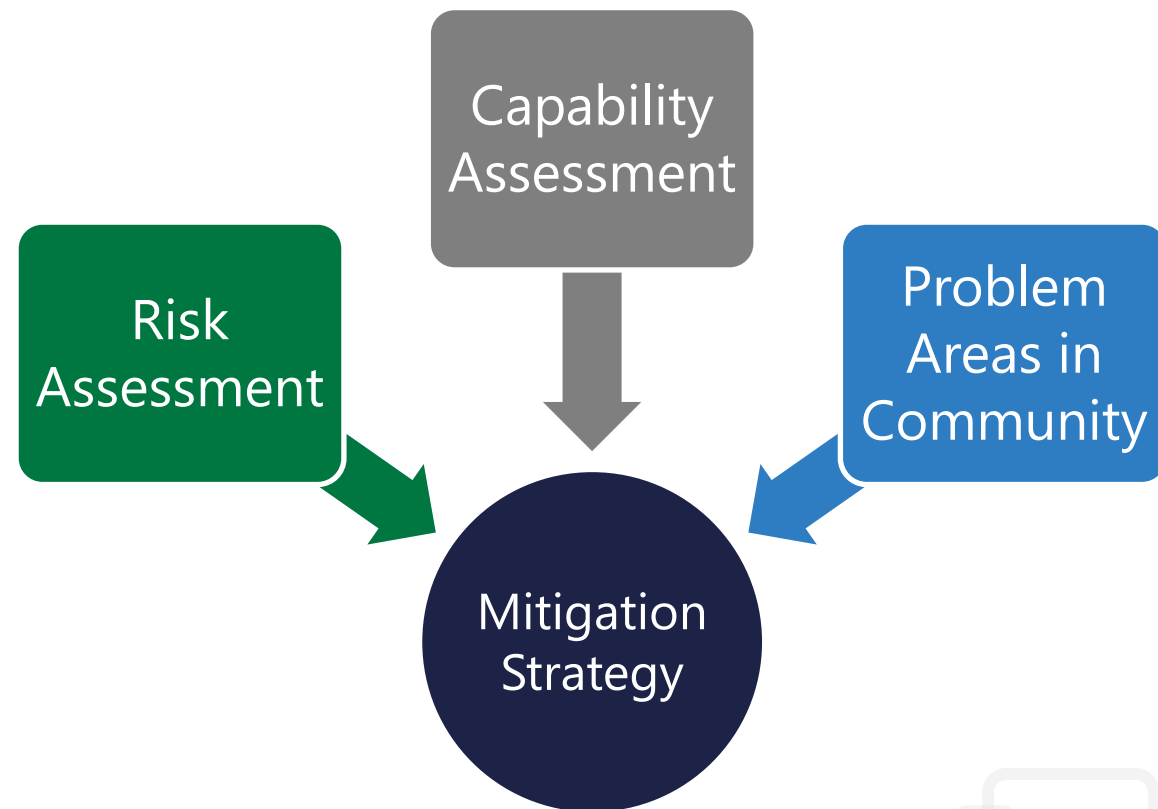 Capability
Assessment
Risk
Assessment
Problem
Areas in
Community
Mitigation
Strategy